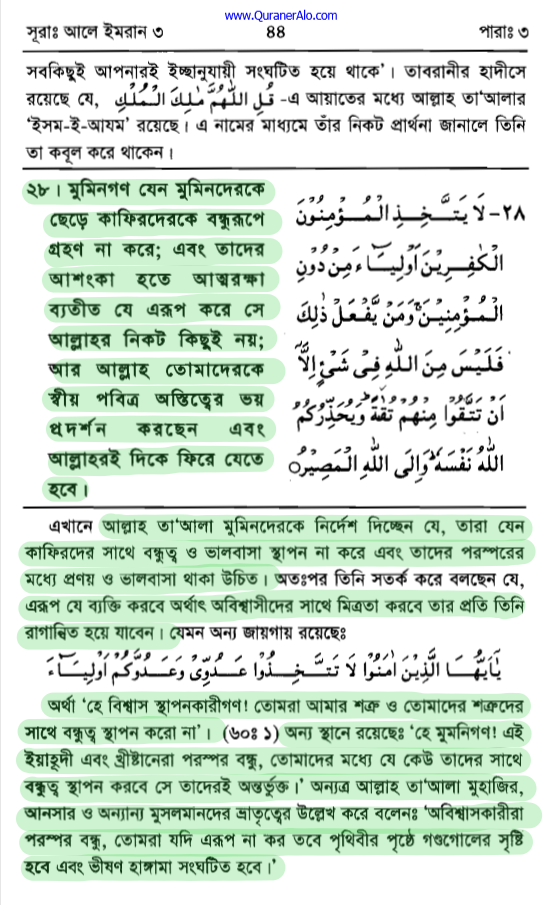 www.QuranerAlo.com
সূরাঃ আলে ইমরান ৩ ৪৪ পারাঃ ৩
সবকিছুই আপনারই ইচ্ছানুযায়ী সংঘটিত হয়ে থাকে’। তাবরানীর হাদীসে
রয়েছে যে, قُلِ اللّٰهُمَّ مٰلِكَ الْمُلْكِ -এ আয়াতের মধ্যে আল্লাহ তা‘আলার
‘ইসম-ই-আযম’ রয়েছে। এ নামের মাধ্যমে তাঁর নিকট প্রার্থনা জানালে তিনি
তা কবূল করে থাকেন।
২৮। মুমিনগণ যেন মুমিনদেরকে
ছেড়ে কাফিরদেরকে বন্ধুরূপে
গ্রহণ না করে; এবং তাদের
আশংকা হতে আত্মরক্ষা
ব্যতীত যে এরূপ করে সে
আল্লাহর নিকট কিছুই নয়;
আর আল্লাহ তোমাদেরকে
স্বীয় পবিত্র অস্তিত্বের ভয়
প্রদর্শন করছেন এবং
আল্লাহরই দিকে ফিরে যেতে
হবে।
٢٨- لَا يَتَّخِذِ الْمُؤْمِنُوْنَ
الْكٰفِرِيْنَ اَوْلِيَآءَ مِنْ دُوْنِ
الْمُؤْمِنِيْنَ ۚ وَمَنْ يَّفْعَلْ ذٰلِكَ
فَلَيْسَ مِنَ اللّٰهِ فِىْ شَىْءٍ اِلَّاۤ
اَنْ تَتَّقُوْا مِنْهُمْ تُقٰىةً ؕ وَيُحَذِّرُكُمُ
اللّٰهُ نَفْسَهٗ ؕ وَاِلَى اللّٰهِ الْمَصِيْرُ ○
এখানে আল্লাহ তা‘আলা মুমিনদেরকে নির্দেশ দিচ্ছেন যে, তারা যেন
কাফিরদের সাথে বন্ধুত্ব ও ভালবাসা স্থাপন না করে এবং তাদের পরস্পরের
মধ্যে প্রণয় ও ভালবাসা থাকা উচিত। অতঃপর তিনি সতর্ক করে বলছেন যে,
এরূপ যে ব্যক্তি করবে অর্থাৎ অবিশ্বাসীদের সাথে মিত্রতা করবে তার প্রতি তিনি
রাগান্বিত হয়ে যাবেন। যেমন অন্য জায়গায় রয়েছেঃ
يٰۤاَيُّهَا الَّذِيْنَ اٰمَنُوْا لَا تَتَّخِذُوْا عَدُوِّىْ وَعَدُوَّكُمْ اَوْلِيَآءَ
অর্থা ‘হে বিশ্বাস স্থাপনকারীগণ! তোমরা আমার শত্রু ও তোমাদের শত্রুদের
সাথে বন্ধুত্ব স্থাপন করো না’। (৬০ঃ ১) অন্য স্থানে রয়েছেঃ ‘হে মুমনিগণ! এই
ইয়াহূদী এবং খ্রীষ্টানেরা পরস্পর বন্ধু, তোমাদের মধ্যে যে কেউ তাদের সাথে
বন্ধুত্ব স্থাপন করবে সে তাদেরই অন্তর্ভুক্ত।’ অন্যত্র আল্লাহ তা‘আলা মুহাজির,
আনসার ও অন্যান্য মুসলমানদের ভ্রাতৃত্বের উল্লেখ করে বলেনঃ ‘অবিশ্বাসকারীরা
পরস্পর বন্ধু, তোমরা যদি এরূপ না কর তবে পৃথিবীর পৃষ্ঠে গণ্ডগোলের সৃষ্টি
হবে এবং ভীষণ হাঙ্গামা সংঘটিত হবে।’